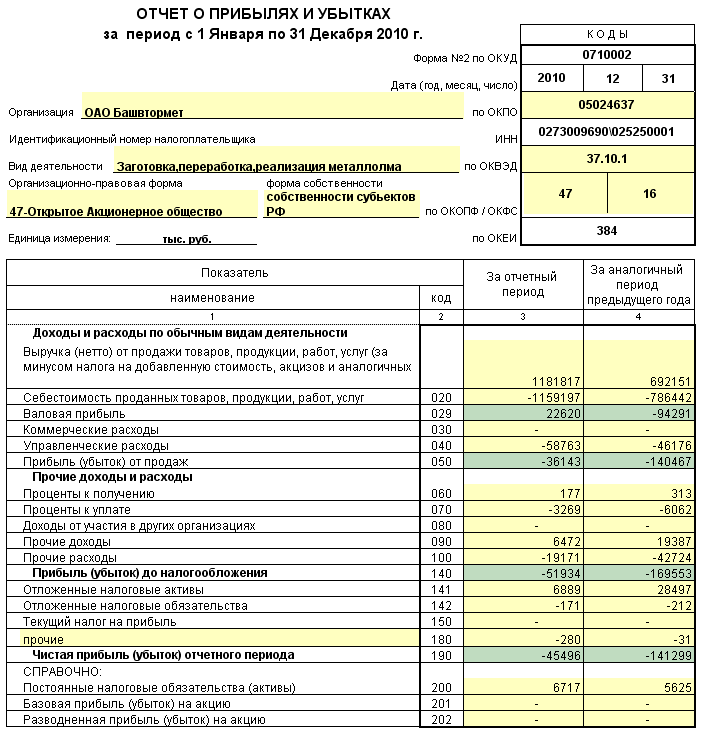 ОТЧЕТ О ПРИБЫЛЯХ И УБЫТКАХ
за период с 1 Января по 31 Декабря 2010 г.
К О Д Ы
Форма №2 по ОКУД 0710002
Дата (год, месяц, число) 2010 12 31
Организация ОАО Башвтормет по ОКПО 05024637
Идентификационный номер налогоплательщика ИНН 0273009690\025250001
Вид деятельности Заготовка,переработка,реализация металлолма по ОКВЭД 37.10.1
Организационно-правовая форма форма собственности
47-Открытое Акционерное общество собственности субьектов РФ по ОКОПФ / ОКФС 47 16
Единица измерения: тыс. руб. по ОКЕИ 384
Показатель За отчетный период За аналогичный период предыдущего года
наименование код
1 2 3 4
Доходы и расходы по обычным видам деятельности
Выручка (нетто) от продажи товаров, продукции, работ, услуг (за
минусом налога на добавленную стоимость, акцизов и аналогичных
1181817 692151
Себестоимость проданных товаров, продукции, работ, услуг 020 -1159197 -786442
Валовая прибыль 029 22620 -94291
Коммерческие расходы 030 - -
Управленческие расходы 040 -58763 -46176
Прибыль (убыток) от продаж 050 -36143 -140467
Прочие доходы и расходы
Проценты к получению 060 177 313
Проценты к уплате 070 -3269 -6062
Доходы от участия в других организациях 080 - -
Прочие доходы 090 6472 19387
Прочие расходы 100 -19171 -42724
Прибыль (убыток) до налогообложения 140 -51934 -169553
Отложенные налоговые активы 141 6889 28497
Отложенные налоговые обязательства 142 -171 -212
Текущий налог на прибыль 150 - -
прочие 180 -280 -31
Чистая прибыль (убыток) отчетного периода 190 -45496 -141299
СПРАВОЧНО:
Постоянные налоговые обязательства (активы) 200 6717 5625
Базовая прибыль (убыток) на акцию 201 - -
Разводненная прибыль (убыток) на акцию 202 - -